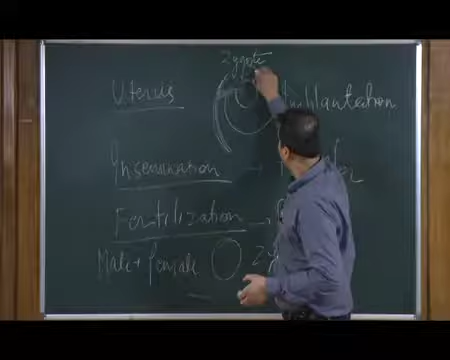 Zygote
Uterus Implantation
Insemination
Fertilization
Male + female